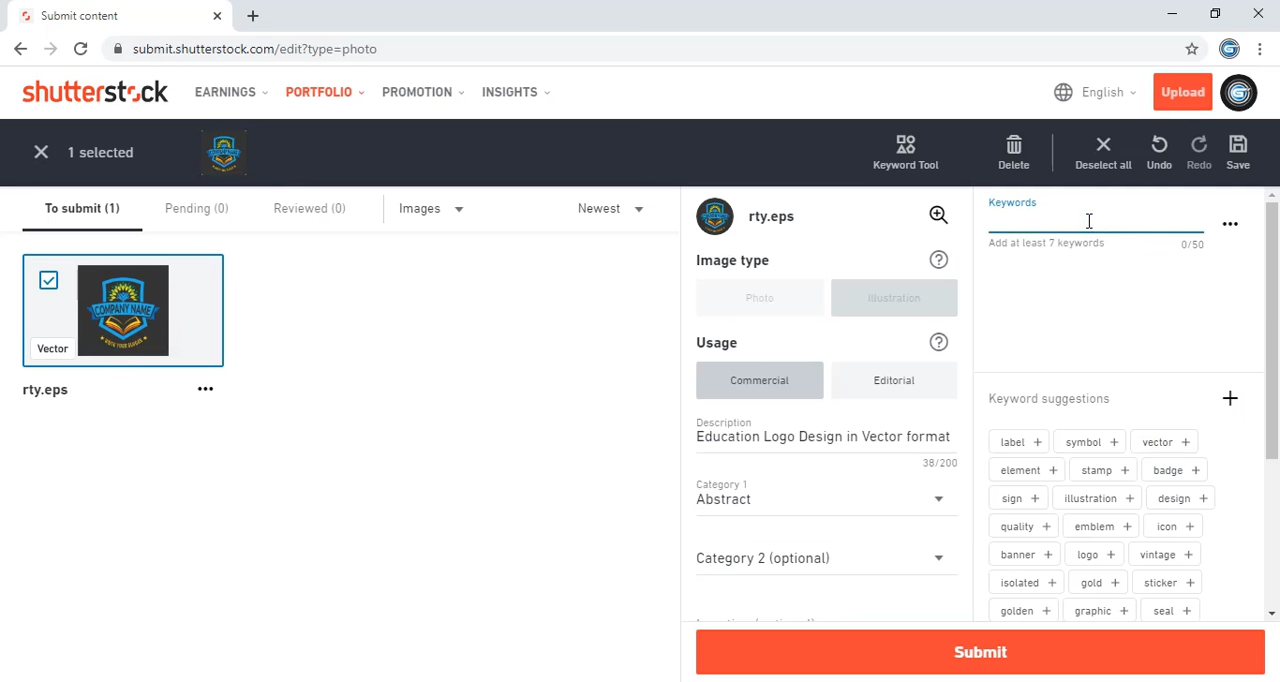 Submit content
submit.shutterstock.com/edit?type=photo
shutterstock EARNINGS PORTFOLIO PROMOTION INSIGHTS English Upload
1 selected Keyword Tool Delete Deselect all Undo Redo Save
To submit (1) Pending (0) Reviewed (0) Images Newest
COMPANY NAME
Vector
rty.eps
rty.eps
Image type
Photo Illustration
Usage
Commercial Editorial
Description
Education Logo Design in Vector format
38/200
Category 1
Abstract
Category 2 (optional)
Keywords
Add at least 7 keywords 0/50
Keyword suggestions +
label + symbol + vector +
element + stamp + badge +
sign + illustration + design +
quality + emblem + icon +
banner + logo + vintage +
isolated + gold + sticker +
golden + graphic + seal +
Submit